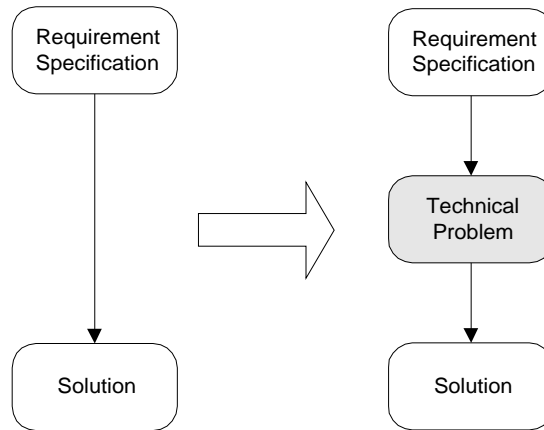 Requirement
Specification
Solution
Requirement
Specification
Technical
Problem
Solution